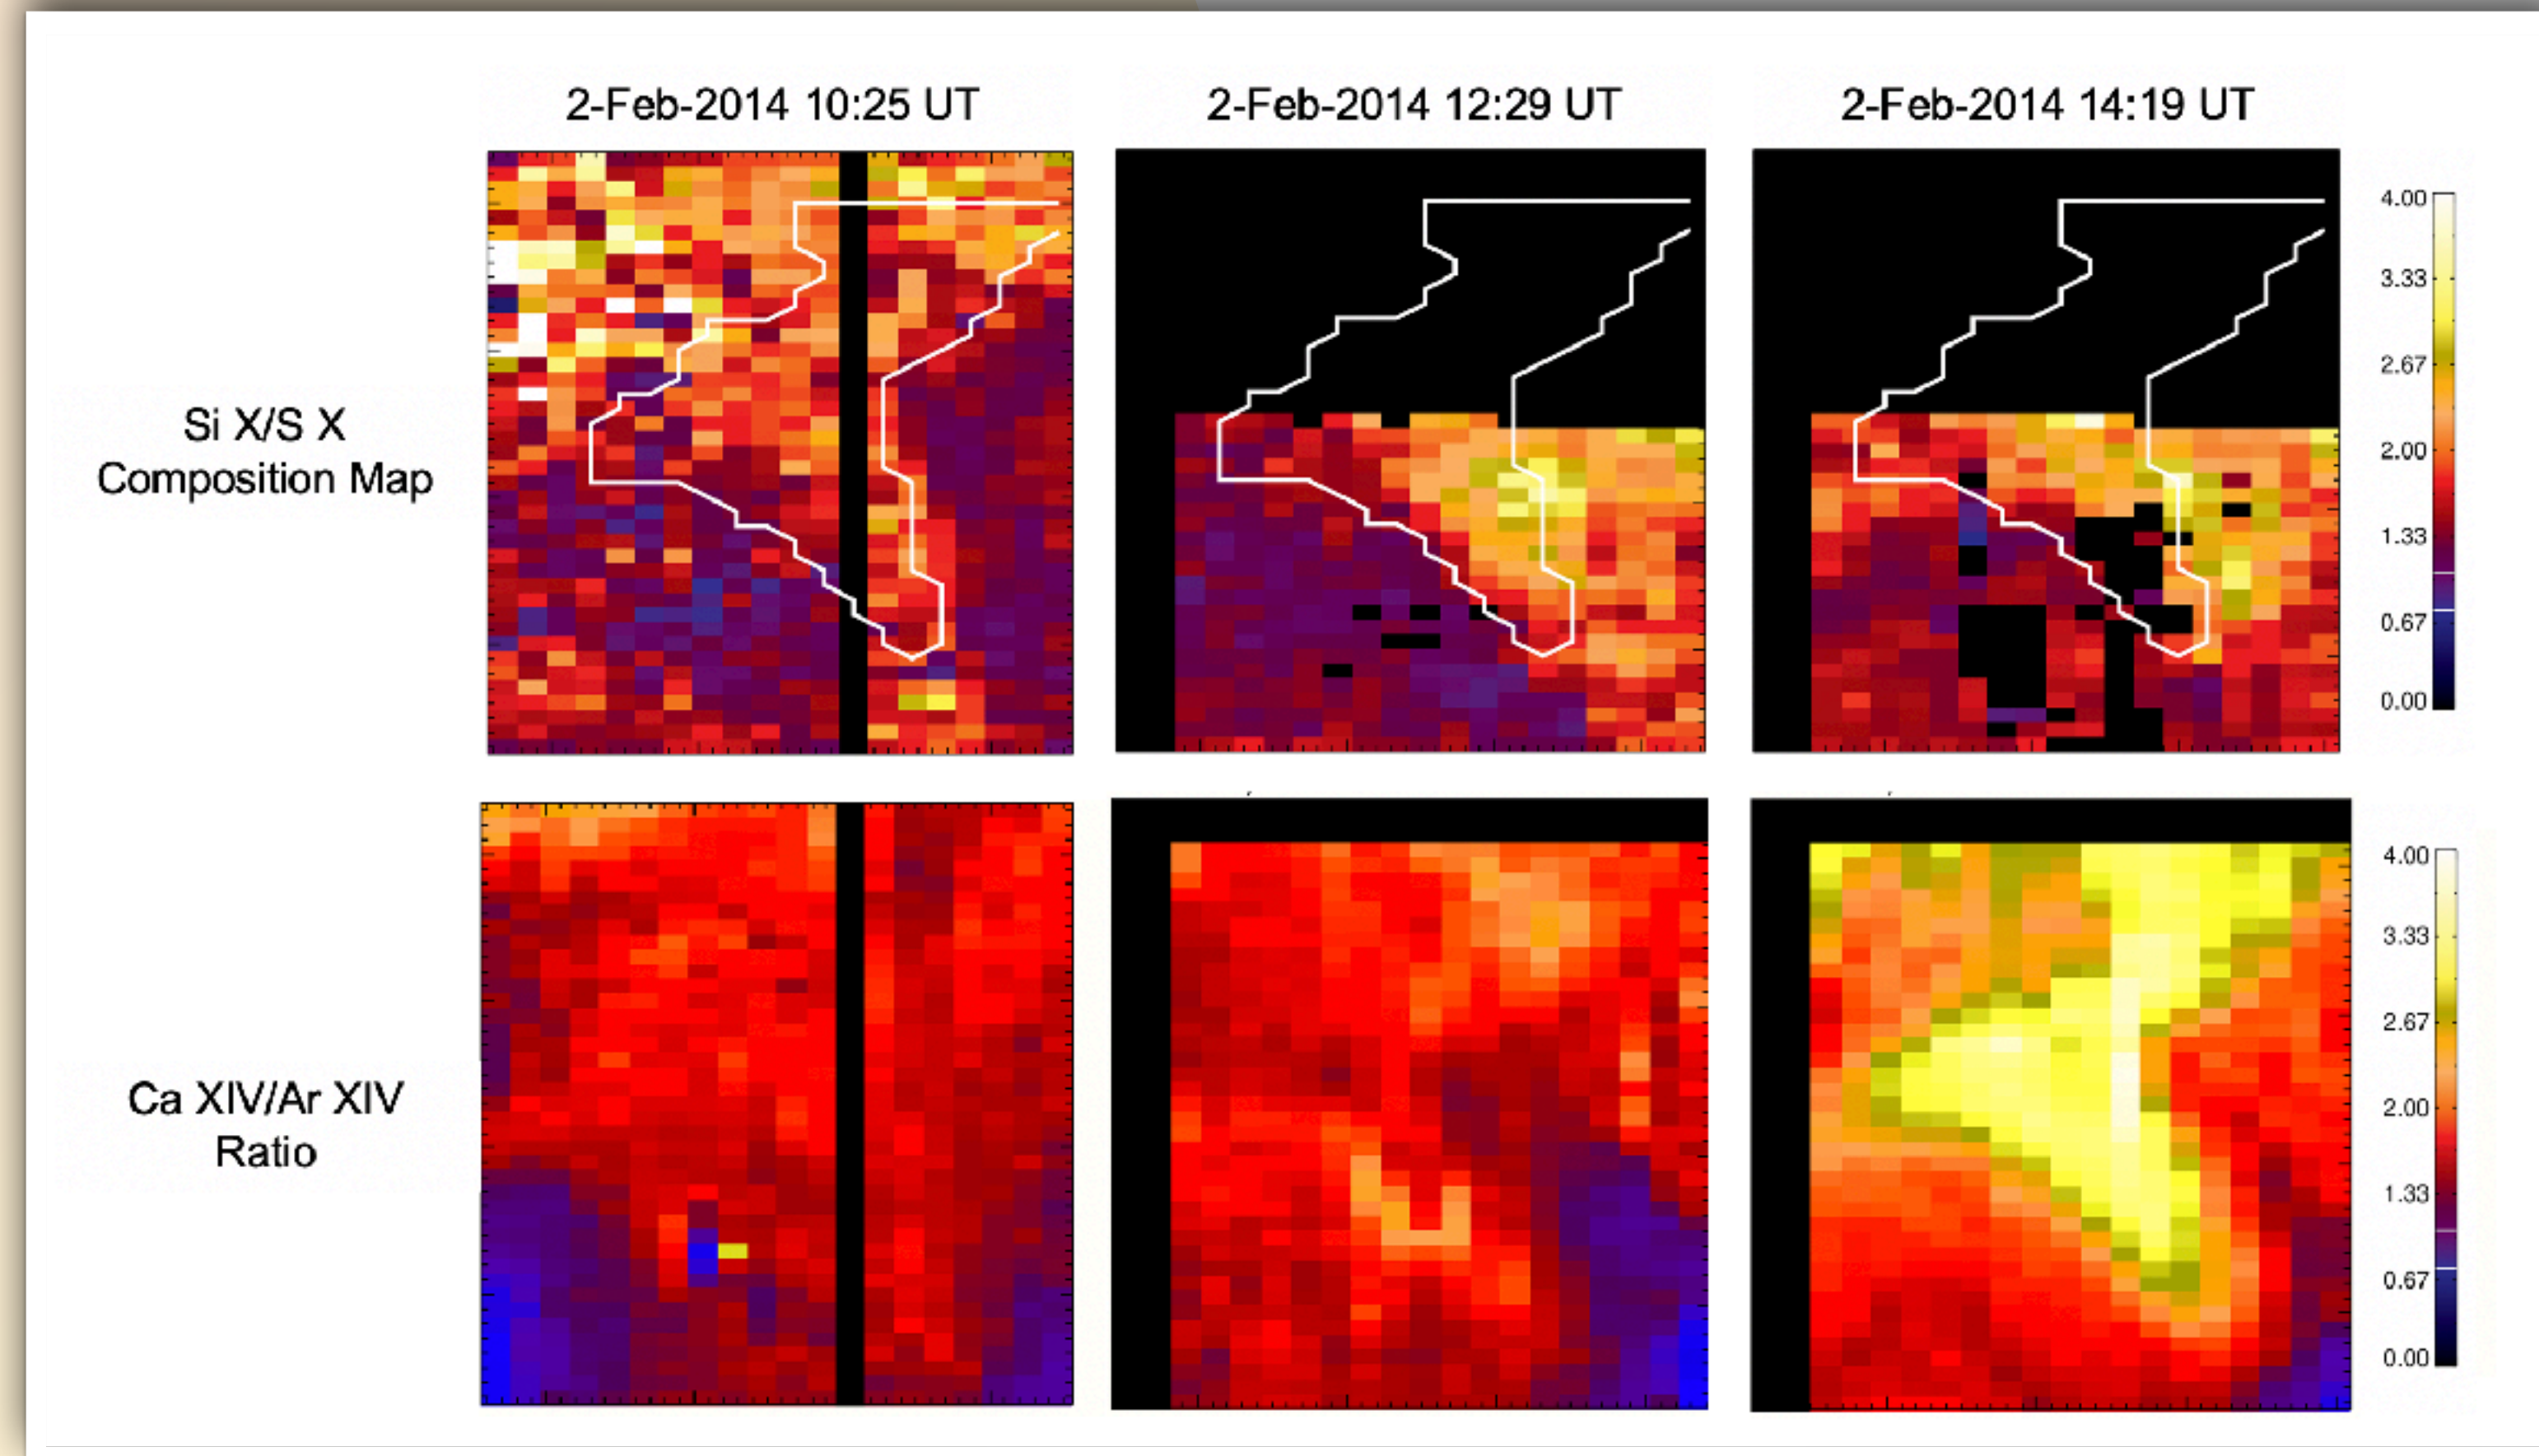 2-Feb-2014 10:25 UT
2-Feb-2014 12:29 UT
2-Feb-2014 14:19 UT
Si X/S X
Composition Map
4.00
3.33
2.67
2.00
1.33
0.67
0.00
Ca XIV/Ar XIV
Ratio
4.00
3.33
2.67
2.00
1.33
0.67
0.00